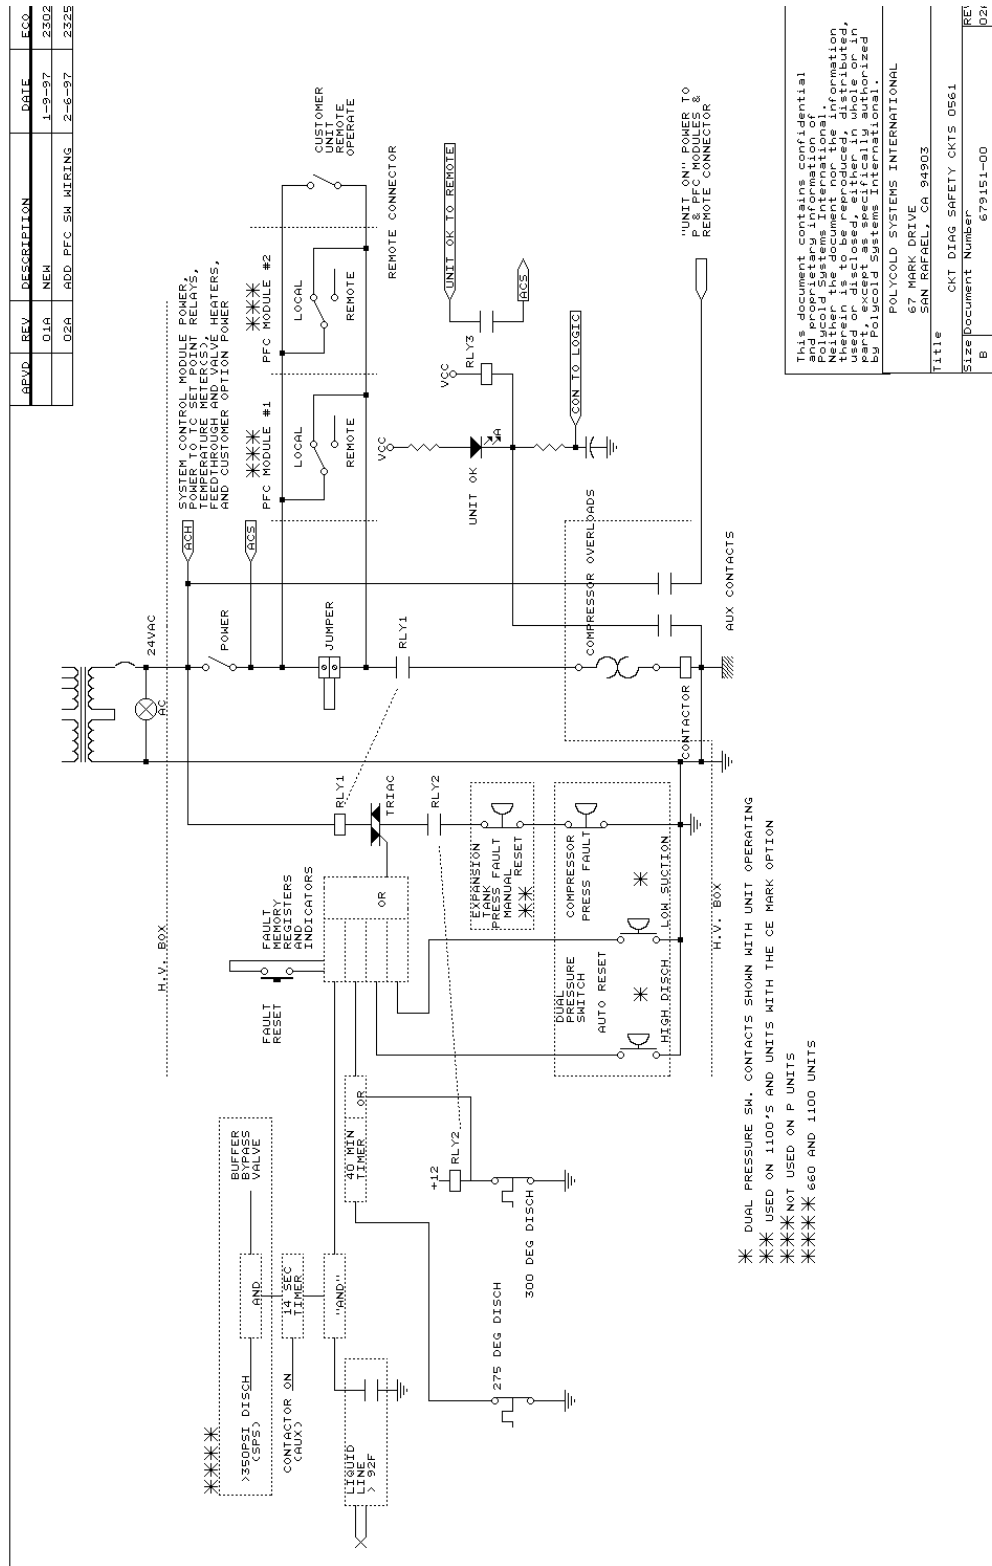 APVD REV DESCRIPTION DATE ECO
01A NEW 1-9-97 2302
02A ADD PFC SW WIRING 2-6-97 2325
SYSTEM CONTROL MODULE POWER,
POWER TO TC SET POINT RELAYS,
TEMPERATURE METER(S),
FEEDTHROUGH AND VALVE HEATERS,
AND CUSTOMER OPTION POWER
ACH
ACS
PFC MODULE #1
LOCAL
REMOTE
PFC MODULE #2
LOCAL
REMOTE
CUSTOMER
UNIT
REMOTE
OPERATE
REMOTE CONNECTOR
24VAC
AC
POWER
JUMPER
RLY1
COMPRESSOR OVERLOADS
CONTACTOR
AUX CONTACTS
VCC
UNIT OK
A
CON TO LOGIC
VCC
RLY3
UNIT OK TO REMOTE
ACS
"UNIT ON" POWER TO
P & PFC MODULES &
REMOTE CONNECTOR
H.V. BOX
RLY1
TRIAC
RLY2
FAULT
MEMORY
REGISTERS
AND
INDICATORS
OR
FAULT
RESET
EXPANSION
TANK
PRESS FAULT
MANUAL RESET
COMPRESSOR
PRESS FAULT
DUAL
PRESSURE
SWITCH
AUTO RESET
LOW SUCTION
HIGH DISCH
H.V. BOX
BUFFER
BYPASS
VALVE
AND
>350PSI DISCH
(SPS)
14 SEC
TIMER
CONTACTOR ON
(AUX)
"AND"
LIQUID
LINE
> 92F
40 MIN
TIMER
OR
+12
RLY2
300 DEG DISCH
275 DEG DISCH
DUAL PRESSURE SW. CONTACTS SHOWN WITH UNIT OPERATING
USED ON 1100'S AND UNITS WITH THE CE MARK OPTION
NOT USED ON P UNITS
660 AND 1100 UNITS
This document contains confidential
and proprietary information of
Polycold Systems International.
Neither the document nor the information
therein is to be reproduced, distributed,
used or disclosed, either in whole or in
part, except as specifically authorized
by Polycold Systems International.
POLYCOLD SYSTEMS INTERNATIONAL
67 MARK DRIVE
SAN RAFAEL, CA 94903
Title
CKT DIAG SAFETY CKTS 0561
Size Document Number
B 679151-00